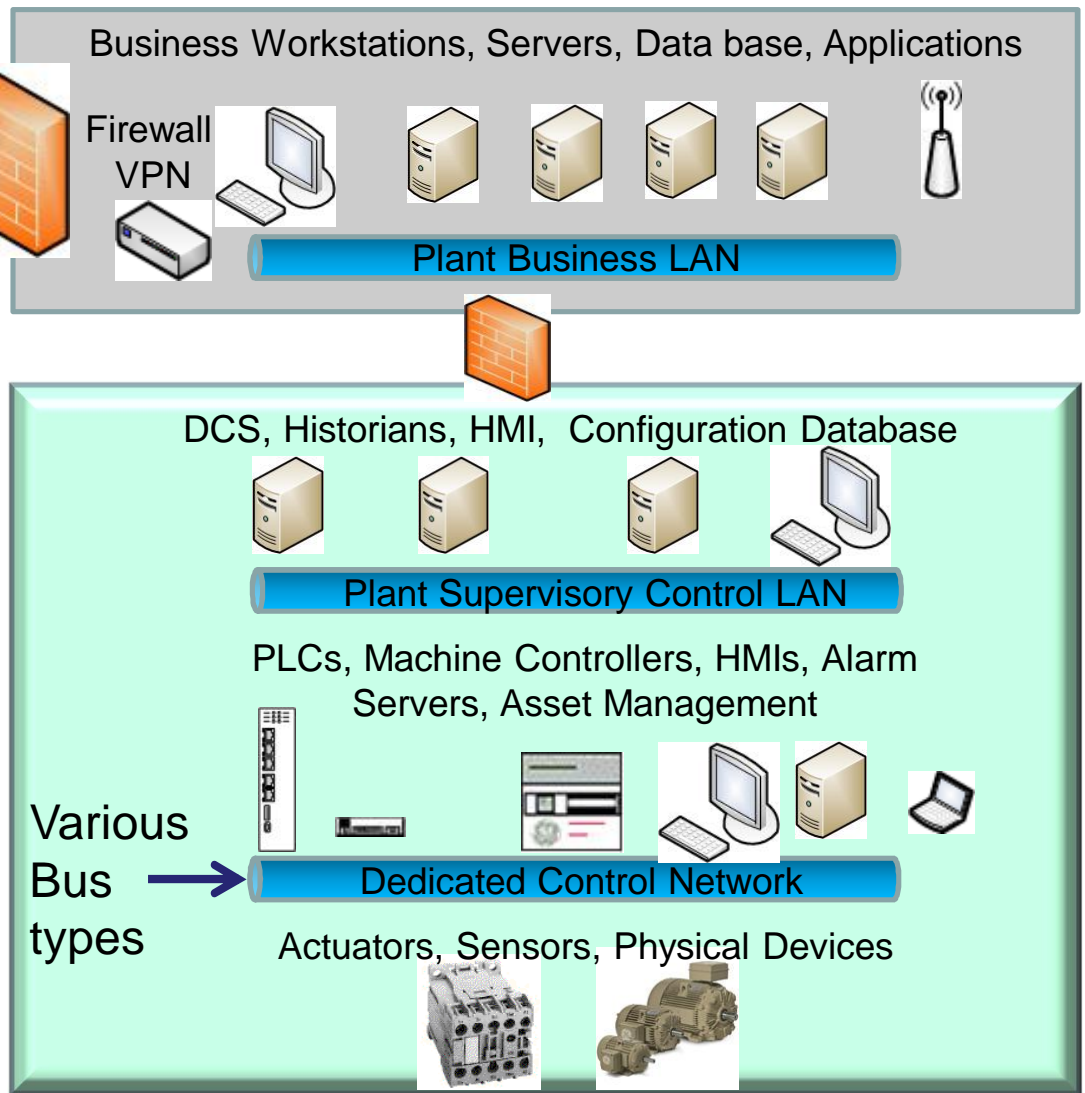 Business Workstations, Servers, Data base, Applications
Firewall
VPN
Plant Business LAN
DCS, Historians, HMI,  Configuration Database
Plant Supervisory Control LAN
PLCs, Machine Controllers, HMIs, Alarm
Servers, Asset Management
Various
Bus
types
Dedicated Control Network
Actuators, Sensors, Physical Devices